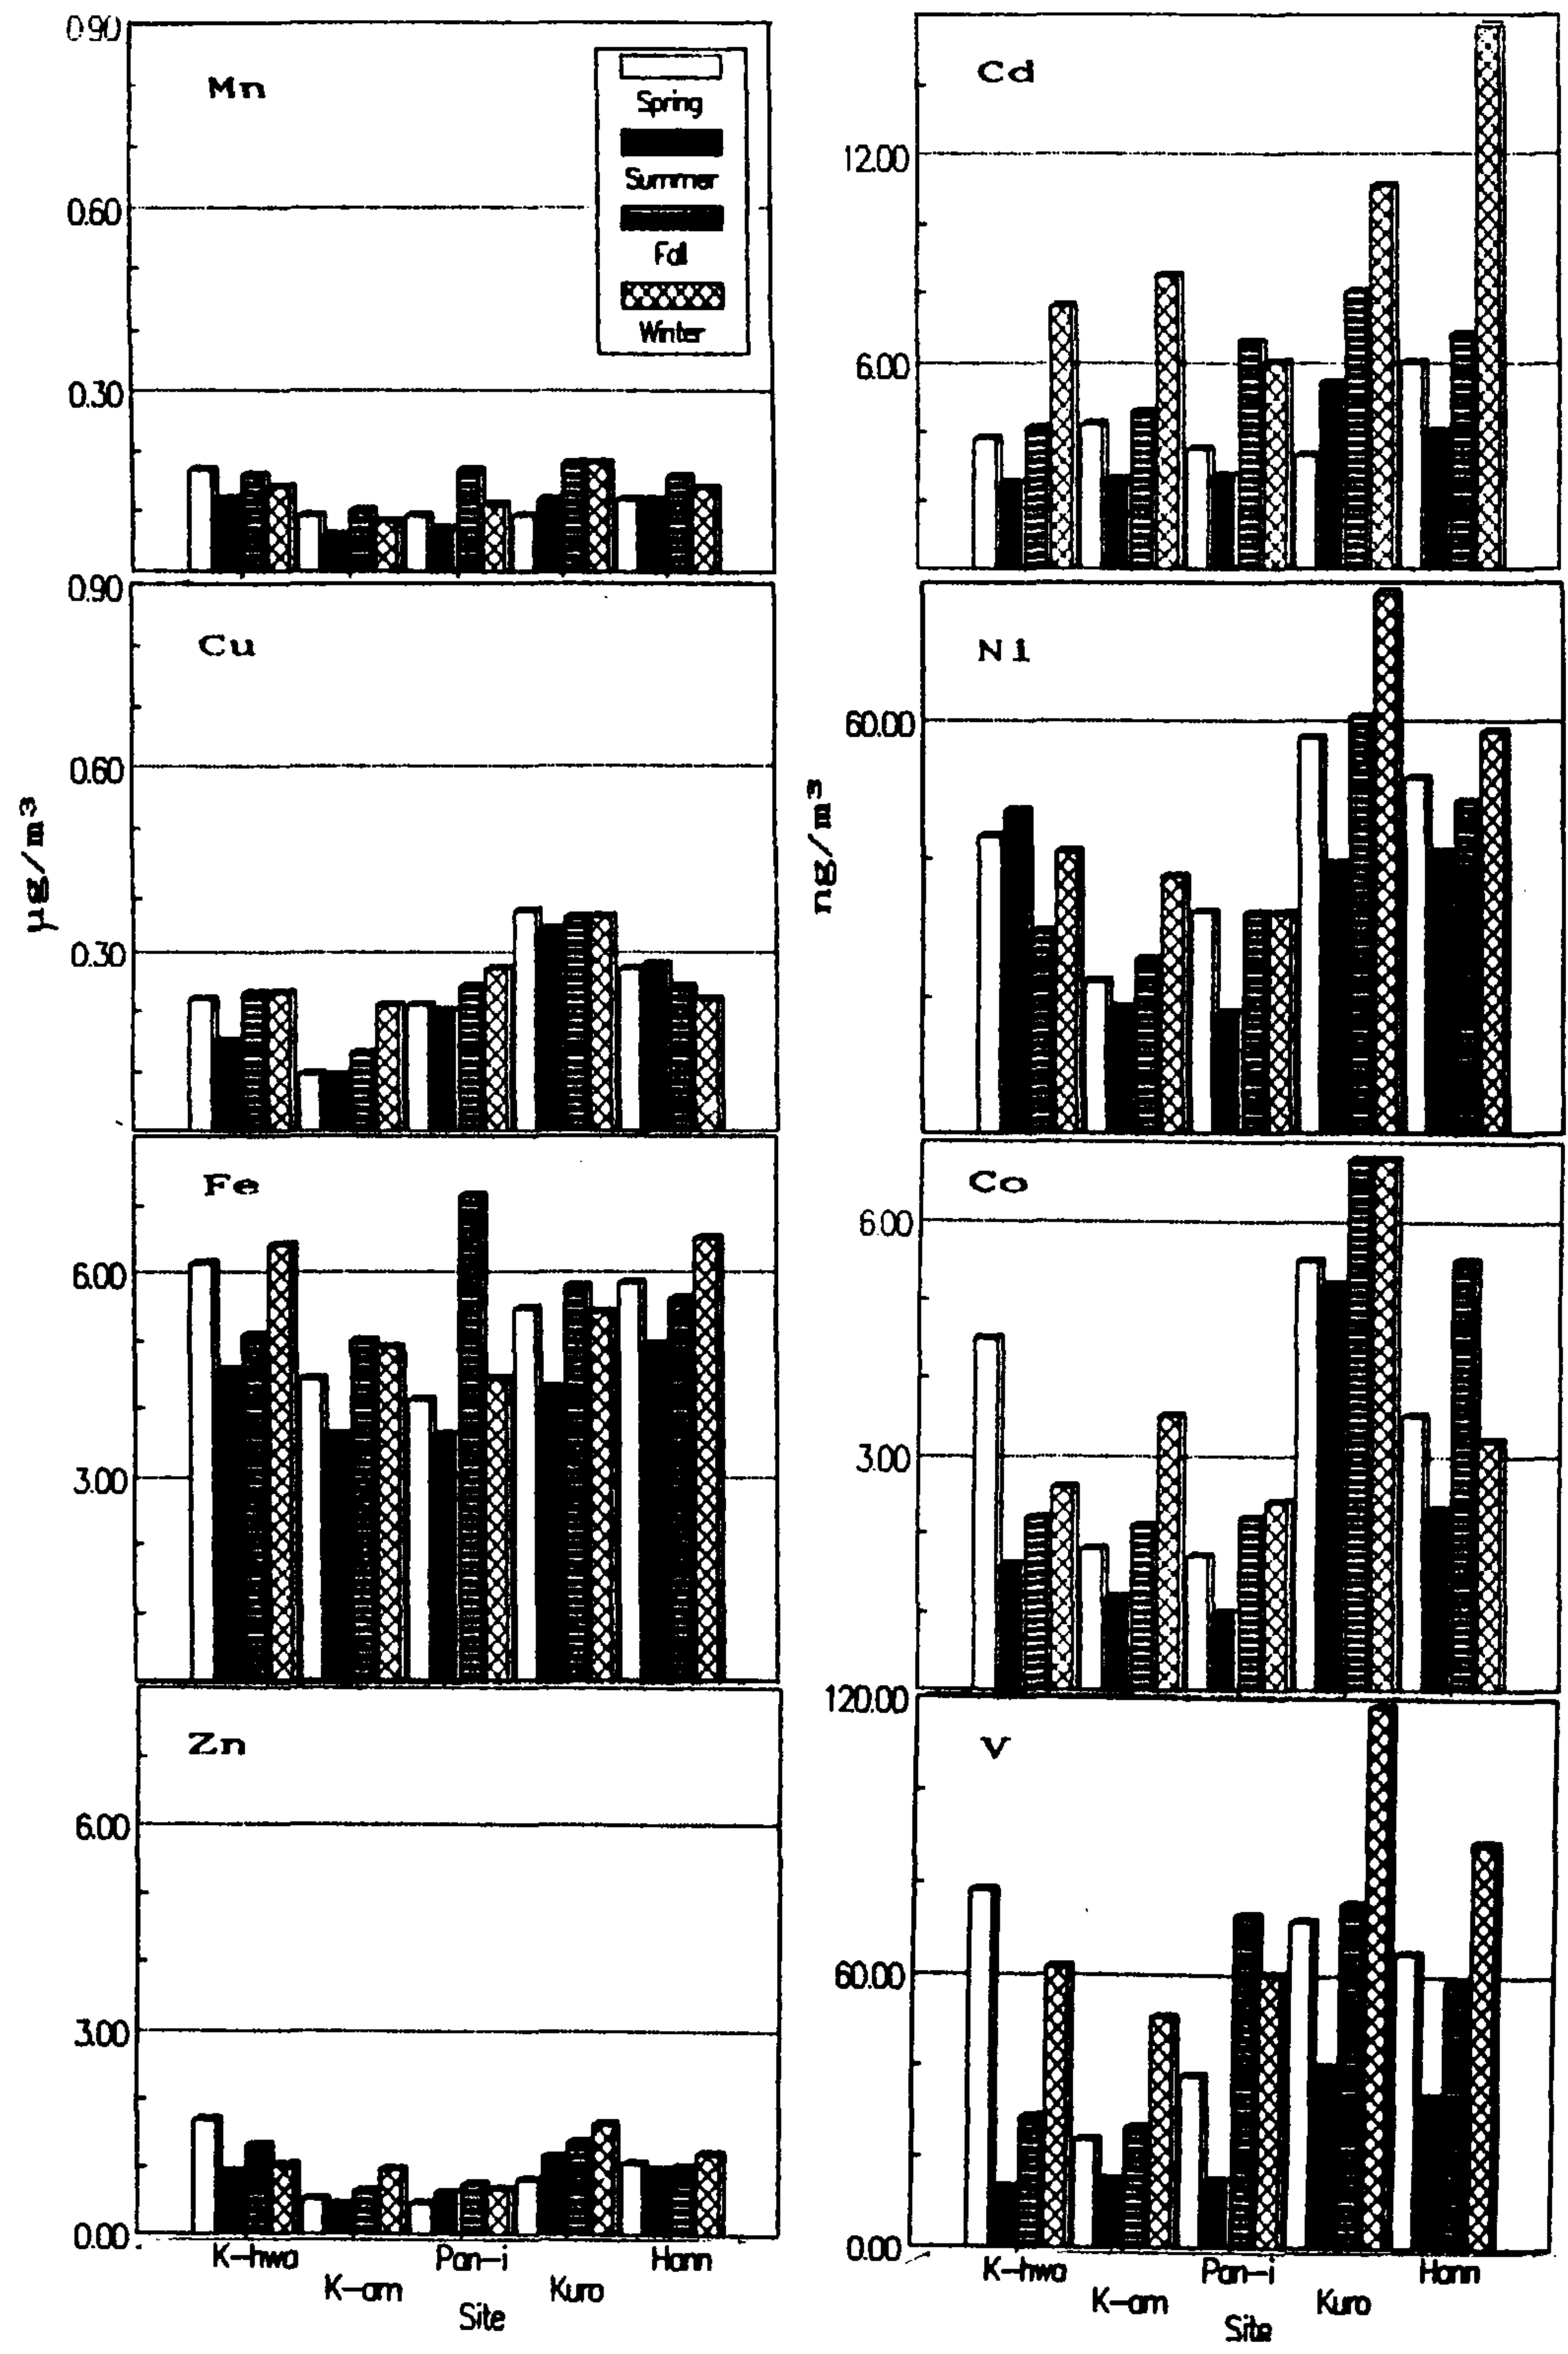 0.90
Mn
Spring
Summer
Fall
Winter
0.60
0.30
Cd
12.00
6.00
0.90
Cu
0.60
0.30
µg/m³
Ni
60.00
ng/m³
Fe
6.00
3.00
Co
6.00
3.00
Zn
6.00
3.00
0.00
K-hwa
K-am
Pan-i
Kuro
Hann
Site
120.00
V
60.00
0.00
K-hwa
K-am
Pan-i
Kuro
Hann
Site